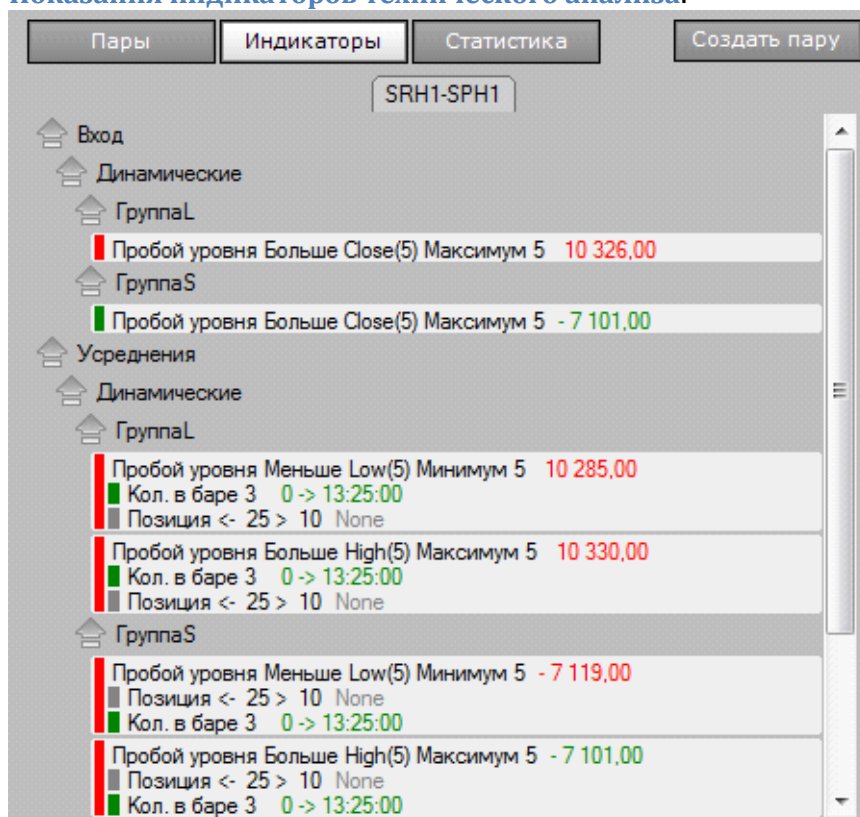 Показания индикаторов технического анализа.
Пары Индикаторы Статистика Создать пару
SRH1-SPH1
Вход
Динамические
ГруппаL
Пробой уровня Больше Close(5) Максимум 5 10 326,00
ГруппаS
Пробой уровня Больше Close(5) Максимум 5 - 7 101,00
Усреднения
Динамические
ГруппаL
Пробой уровня Меньше Low(5) Минимум 5 10 285,00
Кол. в баре 3 0 -> 13:25:00
Позиция <- 25 > 10 None
Пробой уровня Больше High(5) Максимум 5 10 330,00
Кол. в баре 3 0 -> 13:25:00
Позиция <- 25 > 10 None
ГруппаS
Пробой уровня Меньше Low(5) Минимум 5 - 7 119,00
Позиция <- 25 > 10 None
Кол. в баре 3 0 -> 13:25:00
Пробой уровня Больше High(5) Максимум 5 - 7 101,00
Позиция <- 25 > 10 None
Кол. в баре 3 0 -> 13:25:00